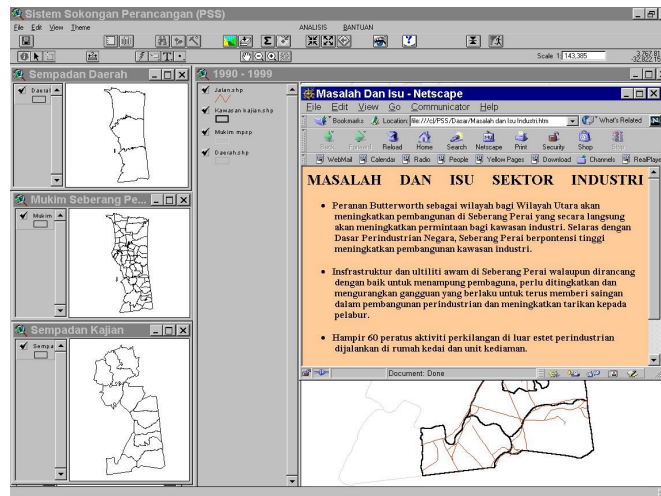 Sistem Sokongan Perancangan (PSS)
File Edit View Theme ANALISIS BANTUAN
Scale 1: 143,385
Sempadan Daerah
1990 - 1999
Jalan.shp
Kawasan kajian.shp
Mukim mpsp
Daerah.shp
Mukim Seberang Pe...
Mukim
Sempadan Kajian
Sempa
Masalah Dan Isu - Netscape
File Edit View Go Communicator Help
Bookmarks Location: file:///c|/PSS/Dasar/Masalah dan Isu Industri.htm What's Related
Back Forward Reload Home Search Netscape Print Security Shop Stop
WebMail Calendar Radio People Yellow Pages Download Channels RealPlaye
MASALAH DAN ISU SEKTOR INDUSTRI
• Peranan Butterworth sebagai wilayah bagi Wilayah Utara akan
meningkatkan pembangunan di Seberang Perai yang secara langsung
akan meningkatkan permintaan bagi kawasan industri. Selaras dengan
Dasar Perindustrian Negara, Seberang Perai berpontensi tinggi
meningkatkan pembangunan kawasan industri.
• Insfrastruktur dan ultiliti awam di Seberang Perai walaupun dirancang
dengan baik untuk menampung pembaguna, perlu ditingkatkan dan
mengurangkan gangguan yang berlaku untuk terus memberi saingan
dalam pembangunan perindustrian dan meningkatkan tarikan kepada
pelabur.
• Hampir 60 peratus aktiviti perkilangan di luar estet perindustrian
dijalankan di rumah kedai dan unit kediaman.
Document: Done